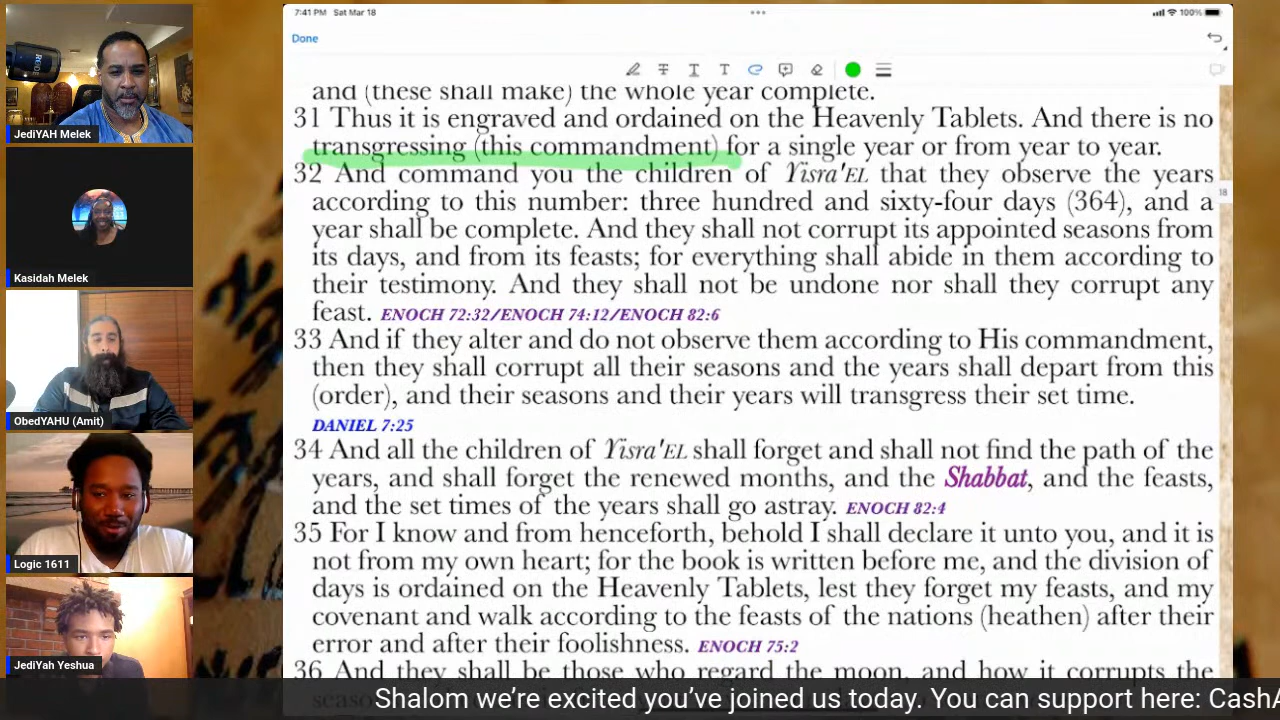 7:41 PM Sat Mar 18
100%
Done
and (these shall make) the whole year complete.
31 Thus it is engraved and ordained on the Heavenly Tablets. And there is no
transgressing (this commandment) for a single year or from year to year.
32 And command you the children of Yisra'EL that they observe the years
according to this number: three hundred and sixty-four days (364), and a
year shall be complete. And they shall not corrupt its appointed seasons from
its days, and from its feasts; for everything shall abide in them according to
their testimony. And they shall not be undone nor shall they corrupt any
feast. ENOCH 72:32/ENOCH 74:12/ENOCH 82:6
33 And if they alter and do not observe them according to His commandment,
then they shall corrupt all their seasons and the years shall depart from this
(order), and their seasons and their years will transgress their set time.
DANIEL 7:25
34 And all the children of Yisra'EL shall forget and shall not find the path of the
years, and shall forget the renewed months, and the Shabbat, and the feasts,
and the set times of the years shall go astray. ENOCH 82:4
35 For I know and from henceforth, behold I shall declare it unto you, and it is
not from my own heart; for the book is written before me, and the division of
days is ordained on the Heavenly Tablets, lest they forget my feasts, and my
covenant and walk according to the feasts of the nations (heathen) after their
error and after their foolishness. ENOCH 75:2
36 And they shall be those who regard the moon, and how it corrupts the
18
JediYAH Melek
Kasidah Melek
ObedYAHU (Amit)
Logic 1611
JediYah Yeshua
RODE
Shalom we're excited you've joined us today. You can support here: Cash/